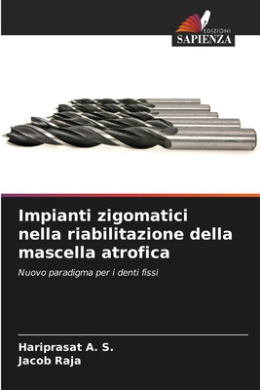 EDIZIONI
SAPIENZA
Impianti zigomatici
nella riabilitazione della
mascella atrofica
Nuovo paradigma per i denti fissi
Hariprasat A. S.
Jacob Raja